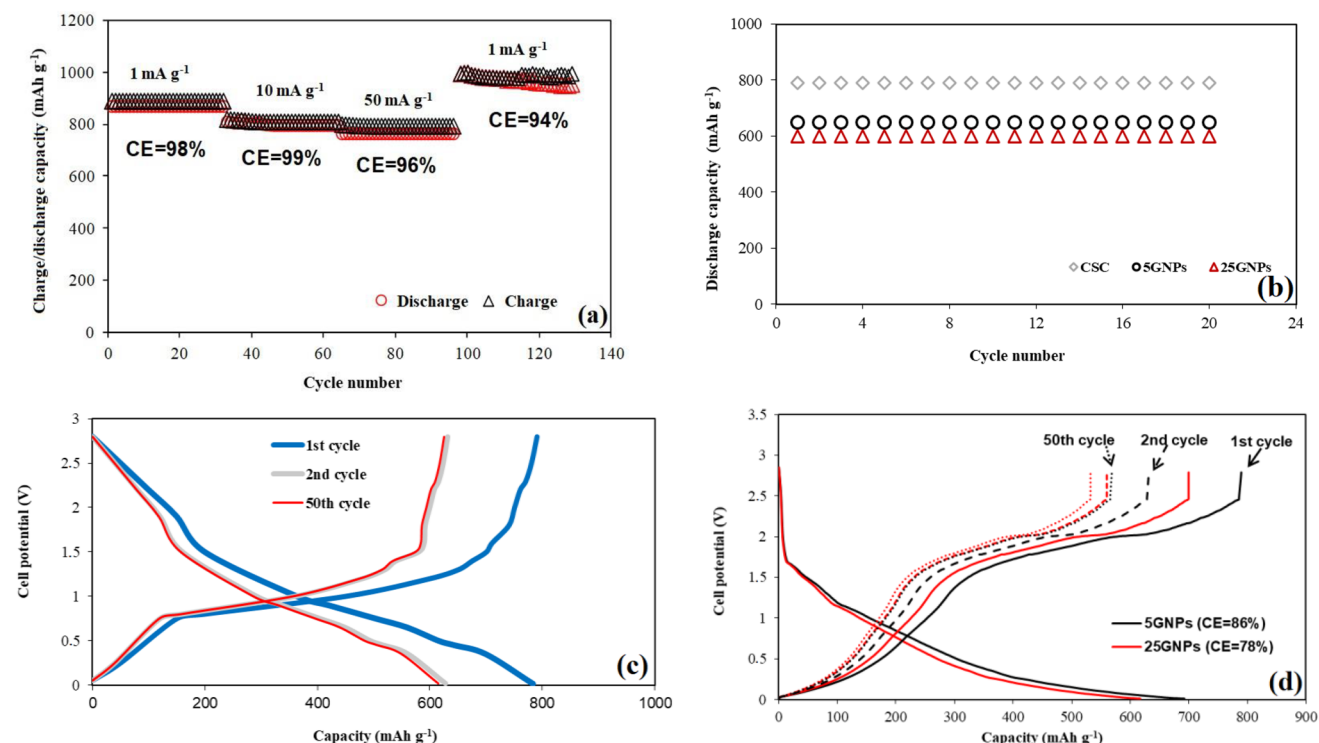 1200
1000
800
600
400
200
0
0 20 40 60 80 100 120 140
Charge/discharge capacity (mAh g⁻¹)
Cycle number
1 mA g⁻¹
10 mA g⁻¹
50 mA g⁻¹
1 mA g⁻¹
CE=98%
CE=99%
CE=96%
CE=94%
Discharge Charge
(a)
1000
800
600
400
200
0
0 4 8 12 16 20 24
Discharge capacity (mAh g⁻¹)
Cycle number
CSC 5GNPs 25GNPs
(b)
3
2.5
2
1.5
1
0.5
0
0 200 400 600 800 1000
Cell potential (V)
Capacity (mAh g⁻¹)
1st cycle
2nd cycle
50th cycle
(c)
3.5
3
2.5
2
1.5
1
0.5
0
0 100 200 300 400 500 600 700 800 900
Cell potential (V)
Capacity (mAh g⁻¹)
50th cycle 2nd cycle 1st cycle
5GNPs (CE=86%)
25GNPs (CE=78%)
(d)